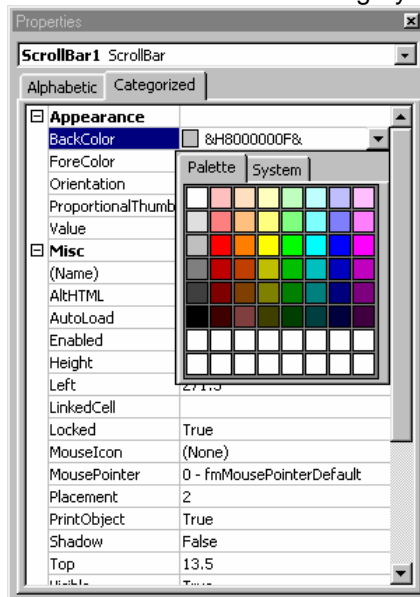 Properties
ScrollBar1 ScrollBar
Alphabetic Categorized
Appearance
BackColor &H8000000F&
ForeColor
Palette System
Orientation
ProportionalThumb
Value
Misc
(Name)
AltHTML
AutoLoad
Enabled
Height
Left
LinkedCell
Locked True
MouseIcon (None)
MousePointer 0 - fmMousePointerDefault
Placement 2
PrintObject True
Shadow False
Top 13.5